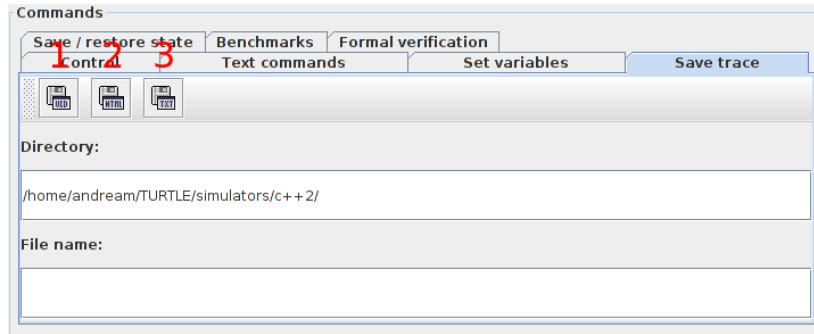 Commands
Save / restore state Benchmarks Formal verification
1 2 3
Control Text commands Set variables Save trace
VCD HTML TXT
Directory:
/home/andream/TURTLE/simulators/c++2/
File name: